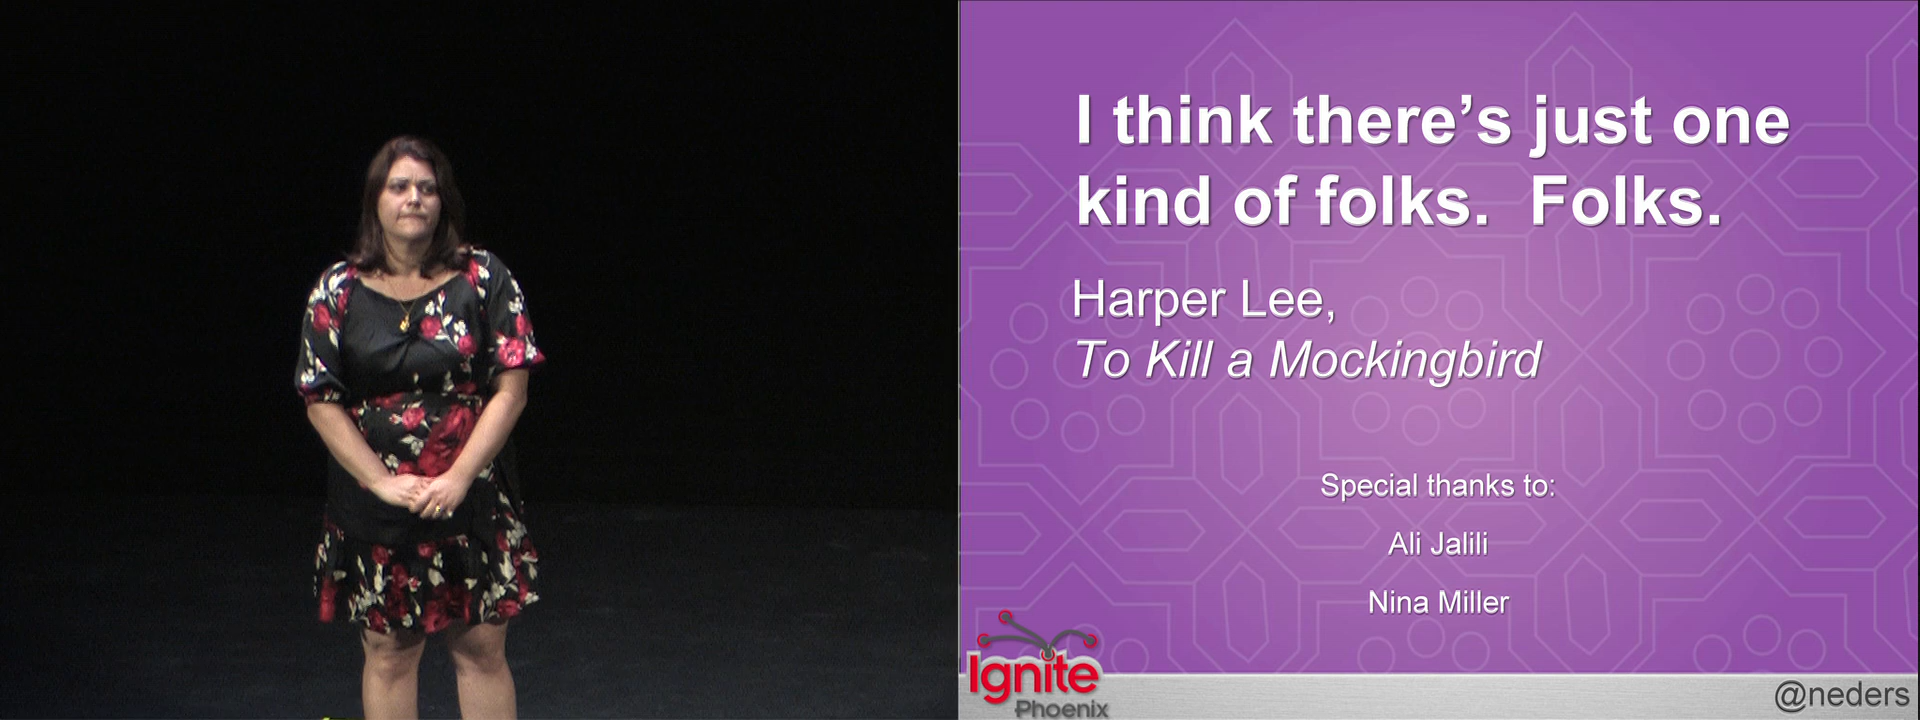 I think there’s just one
kind of folks.  Folks.
Harper Lee,
To Kill a Mockingbird
Special thanks to:
Ali Jalili
Nina Miller
Ignite
Phoenix
@neders